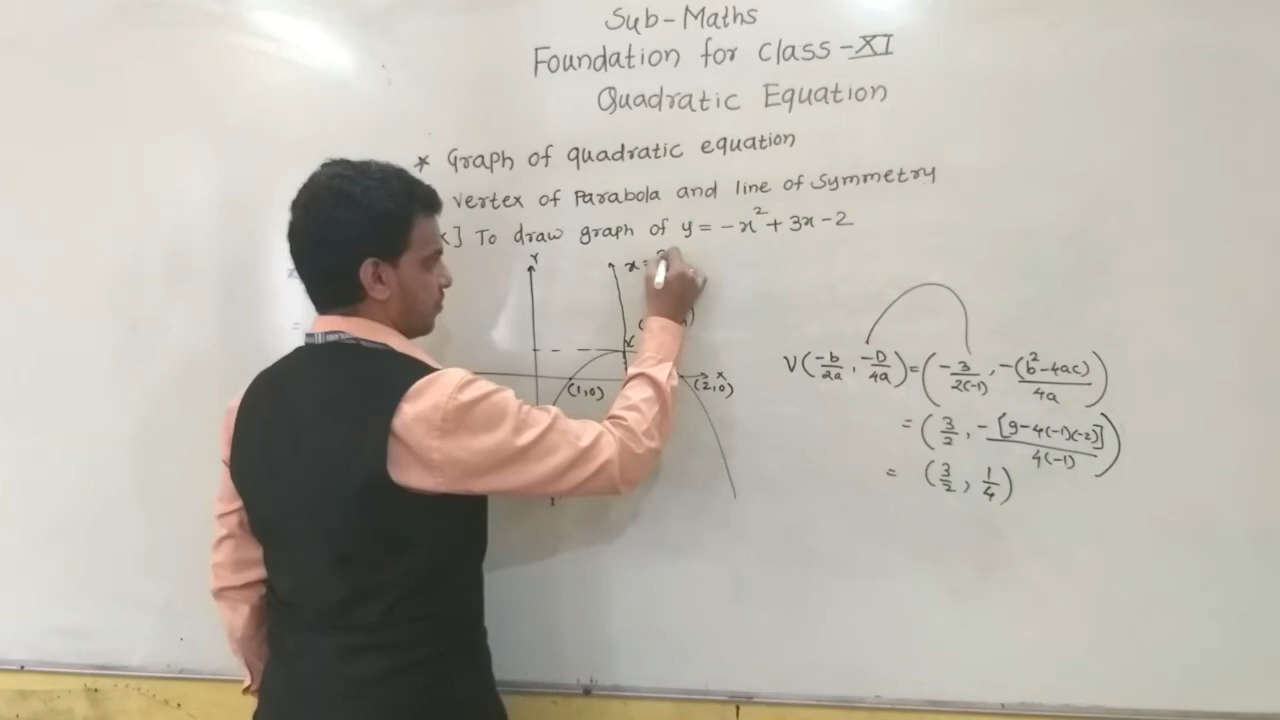 Sub-Maths
Foundation for Class-XI
Quadratic Equation
* Graph of quadratic equation
Vertex of Parabola and line of Symmetry
] To draw graph of y = -x² + 3x - 2
Y
x =
(1,0)
X
(2,0)
V(-b/2a, -D/4a) = (-3/2(-1), -(b²-4ac)/4a)
= (3/2, -[9-4(-1)(-2)]/4(-1))
= (3/2, 1/4)